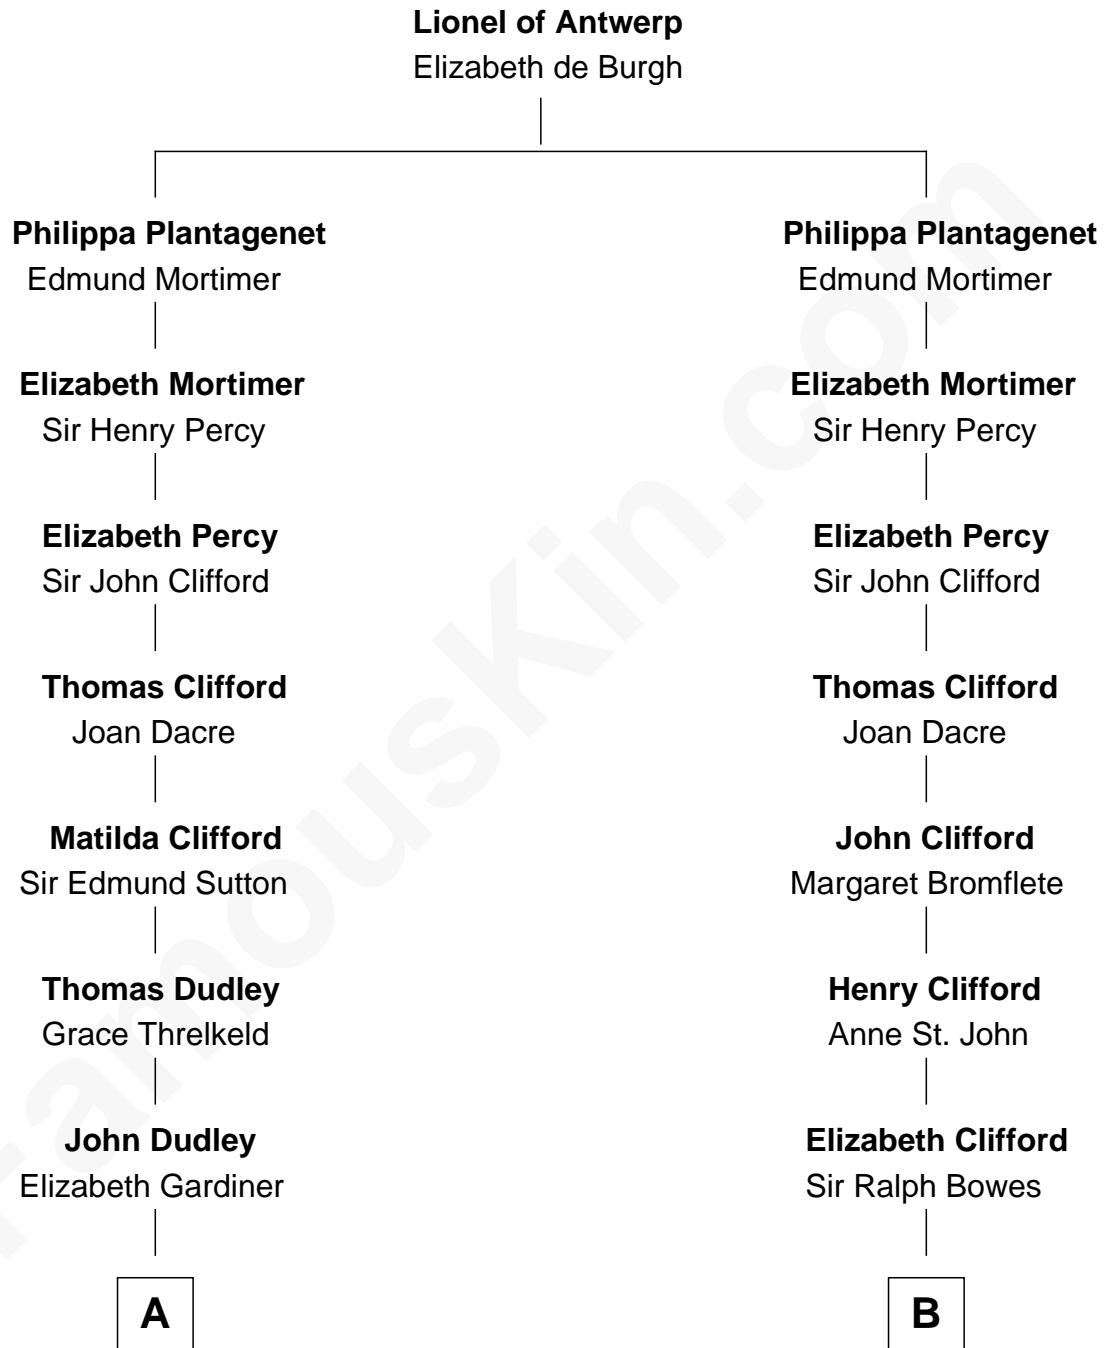 Lionel of Antwerp
Elizabeth de Burgh
Philippa Plantagenet
Edmund Mortimer
Philippa Plantagenet
Edmund Mortimer
Elizabeth Mortimer
Sir Henry Percy
Elizabeth Mortimer
Sir Henry Percy
Elizabeth Percy
Sir John Clifford
Elizabeth Percy
Sir John Clifford
Thomas Clifford
Joan Dacre
Thomas Clifford
Joan Dacre
Matilda Clifford
Sir Edmund Sutton
John Clifford
Margaret Bromflete
Thomas Dudley
Grace Threlkeld
Henry Clifford
Anne St. John
John Dudley
Elizabeth Gardiner
Elizabeth Clifford
Sir Ralph Bowes
A
B
FamousKin.com